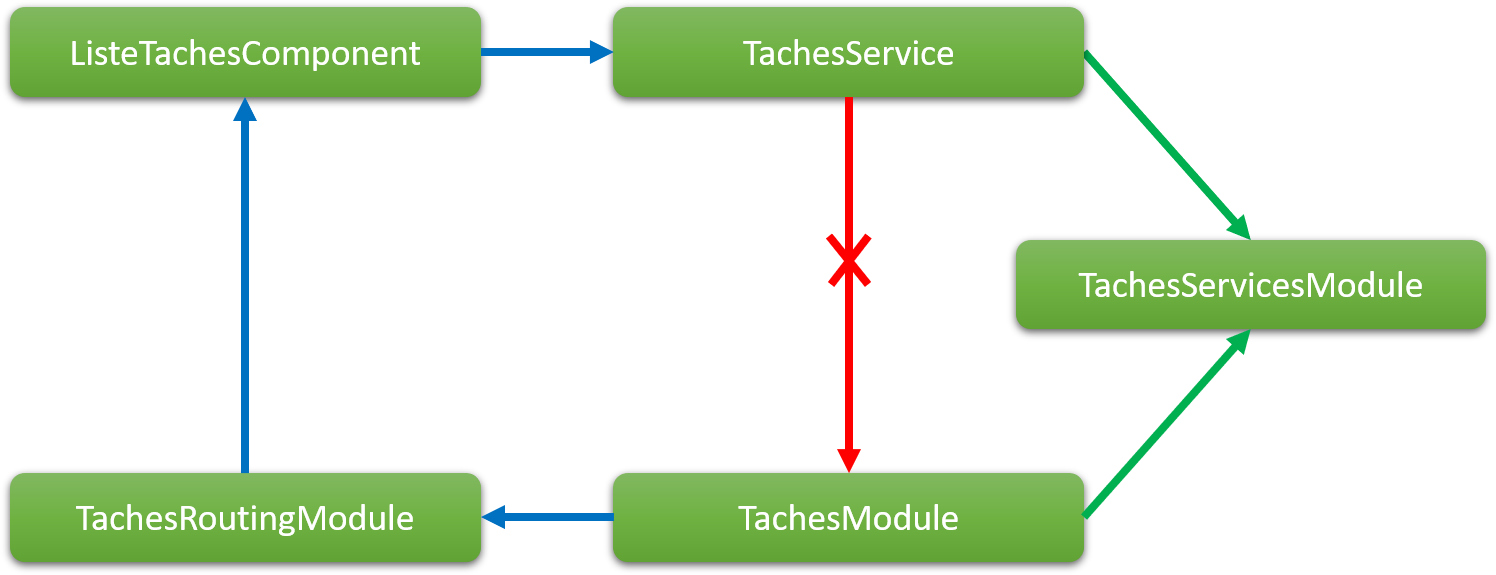 ListeTachesComponent
TachesService
TachesServicesModule
TachesRoutingModule
TachesModule